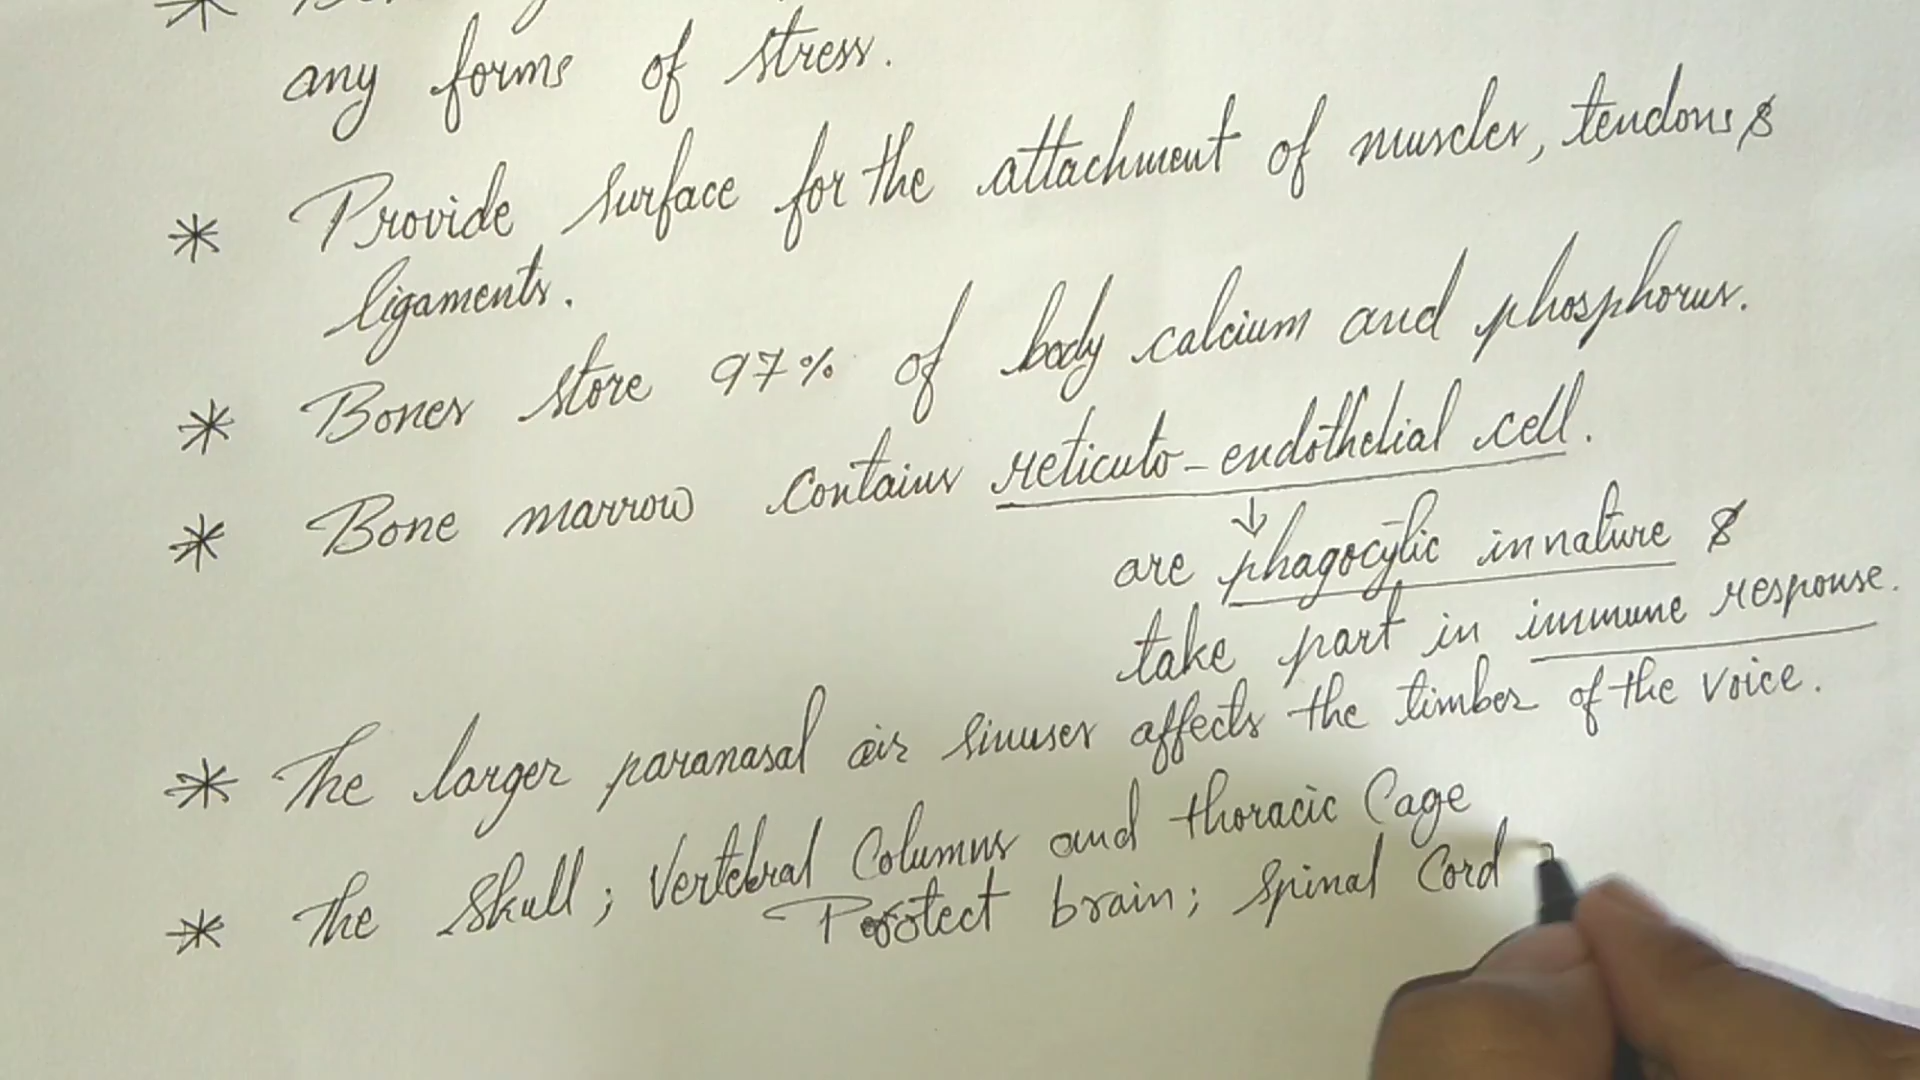 any forms of stress.
* Provide surface for the attachment of muscles, tendons &
ligaments.
* Bones store 97% of body calcium and phosphorus.
* Bone marrow contains reticuto-endothelial cell.
↓
are phagocytic in nature &
take part in immune response.
* The larger paranasal air sinuses affects the timber of the voice.
* The Skull; Vertebral Columns and thoracic Cage
Protect brain; Spinal Cord